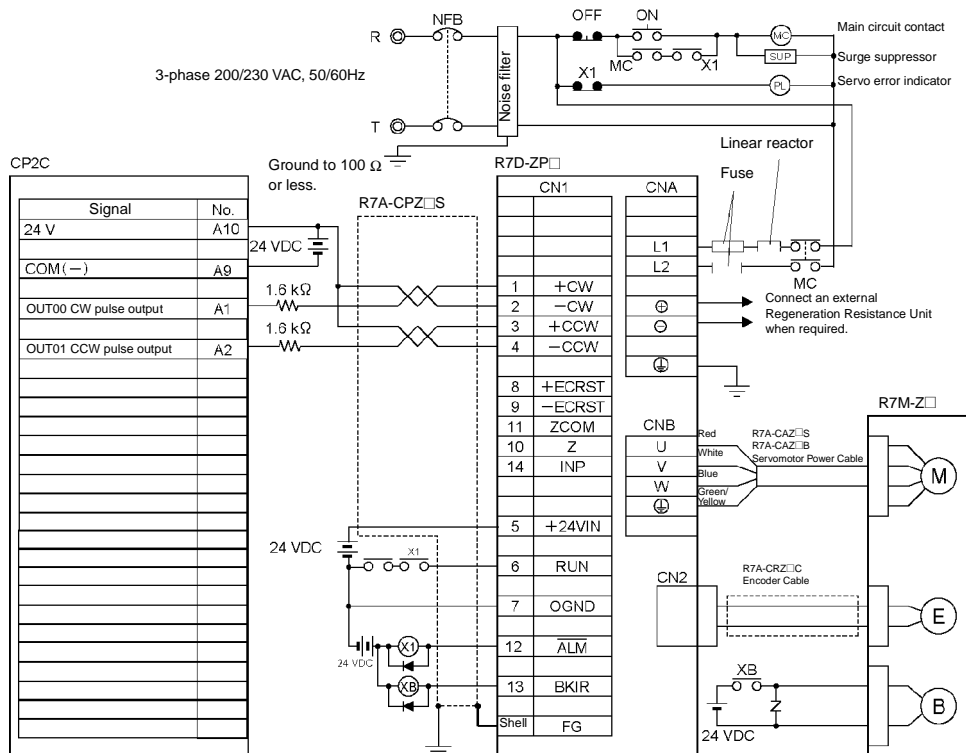 OFF ON
NFB
R
MC
Main circuit contact
MC X1
SUP
Surge suppressor
3-phase 200/230 VAC, 50/60Hz
Noise filter
X1
PL
Servo error indicator
T
Linear reactor
Fuse
CP2C
Ground to 100 Ω
or less.
R7D-ZP□
R7A-CPZ□S
Signal No.
24 V A10
COM(−) A9
OUT00 CW pulse output A1
OUT01 CCW pulse output A2
24 VDC
1.6 kΩ
1.6 kΩ
CN1
1 +CW
2 −CW
3 +CCW
4 −CCW
8 +ECRST
9 −ECRST
11 ZCOM
10 Z
14 INP
5 +24VIN
6 RUN
7 OGND
12 ALM
13 BKIR
Shell FG
24 VDC
X1
24 VDC
X1
XB
CNA
L1
L2
⊕
⊖
MC
Connect an external
Regeneration Resistance Unit
when required.
CNB
U
V
W
Red
White
Blue
Green/
Yellow
R7A-CAZ□S
R7A-CAZ□B
Servomotor Power Cable
R7M-Z□
M
CN2
R7A-CRZ□C
Encoder Cable
E
XB
24 VDC
B